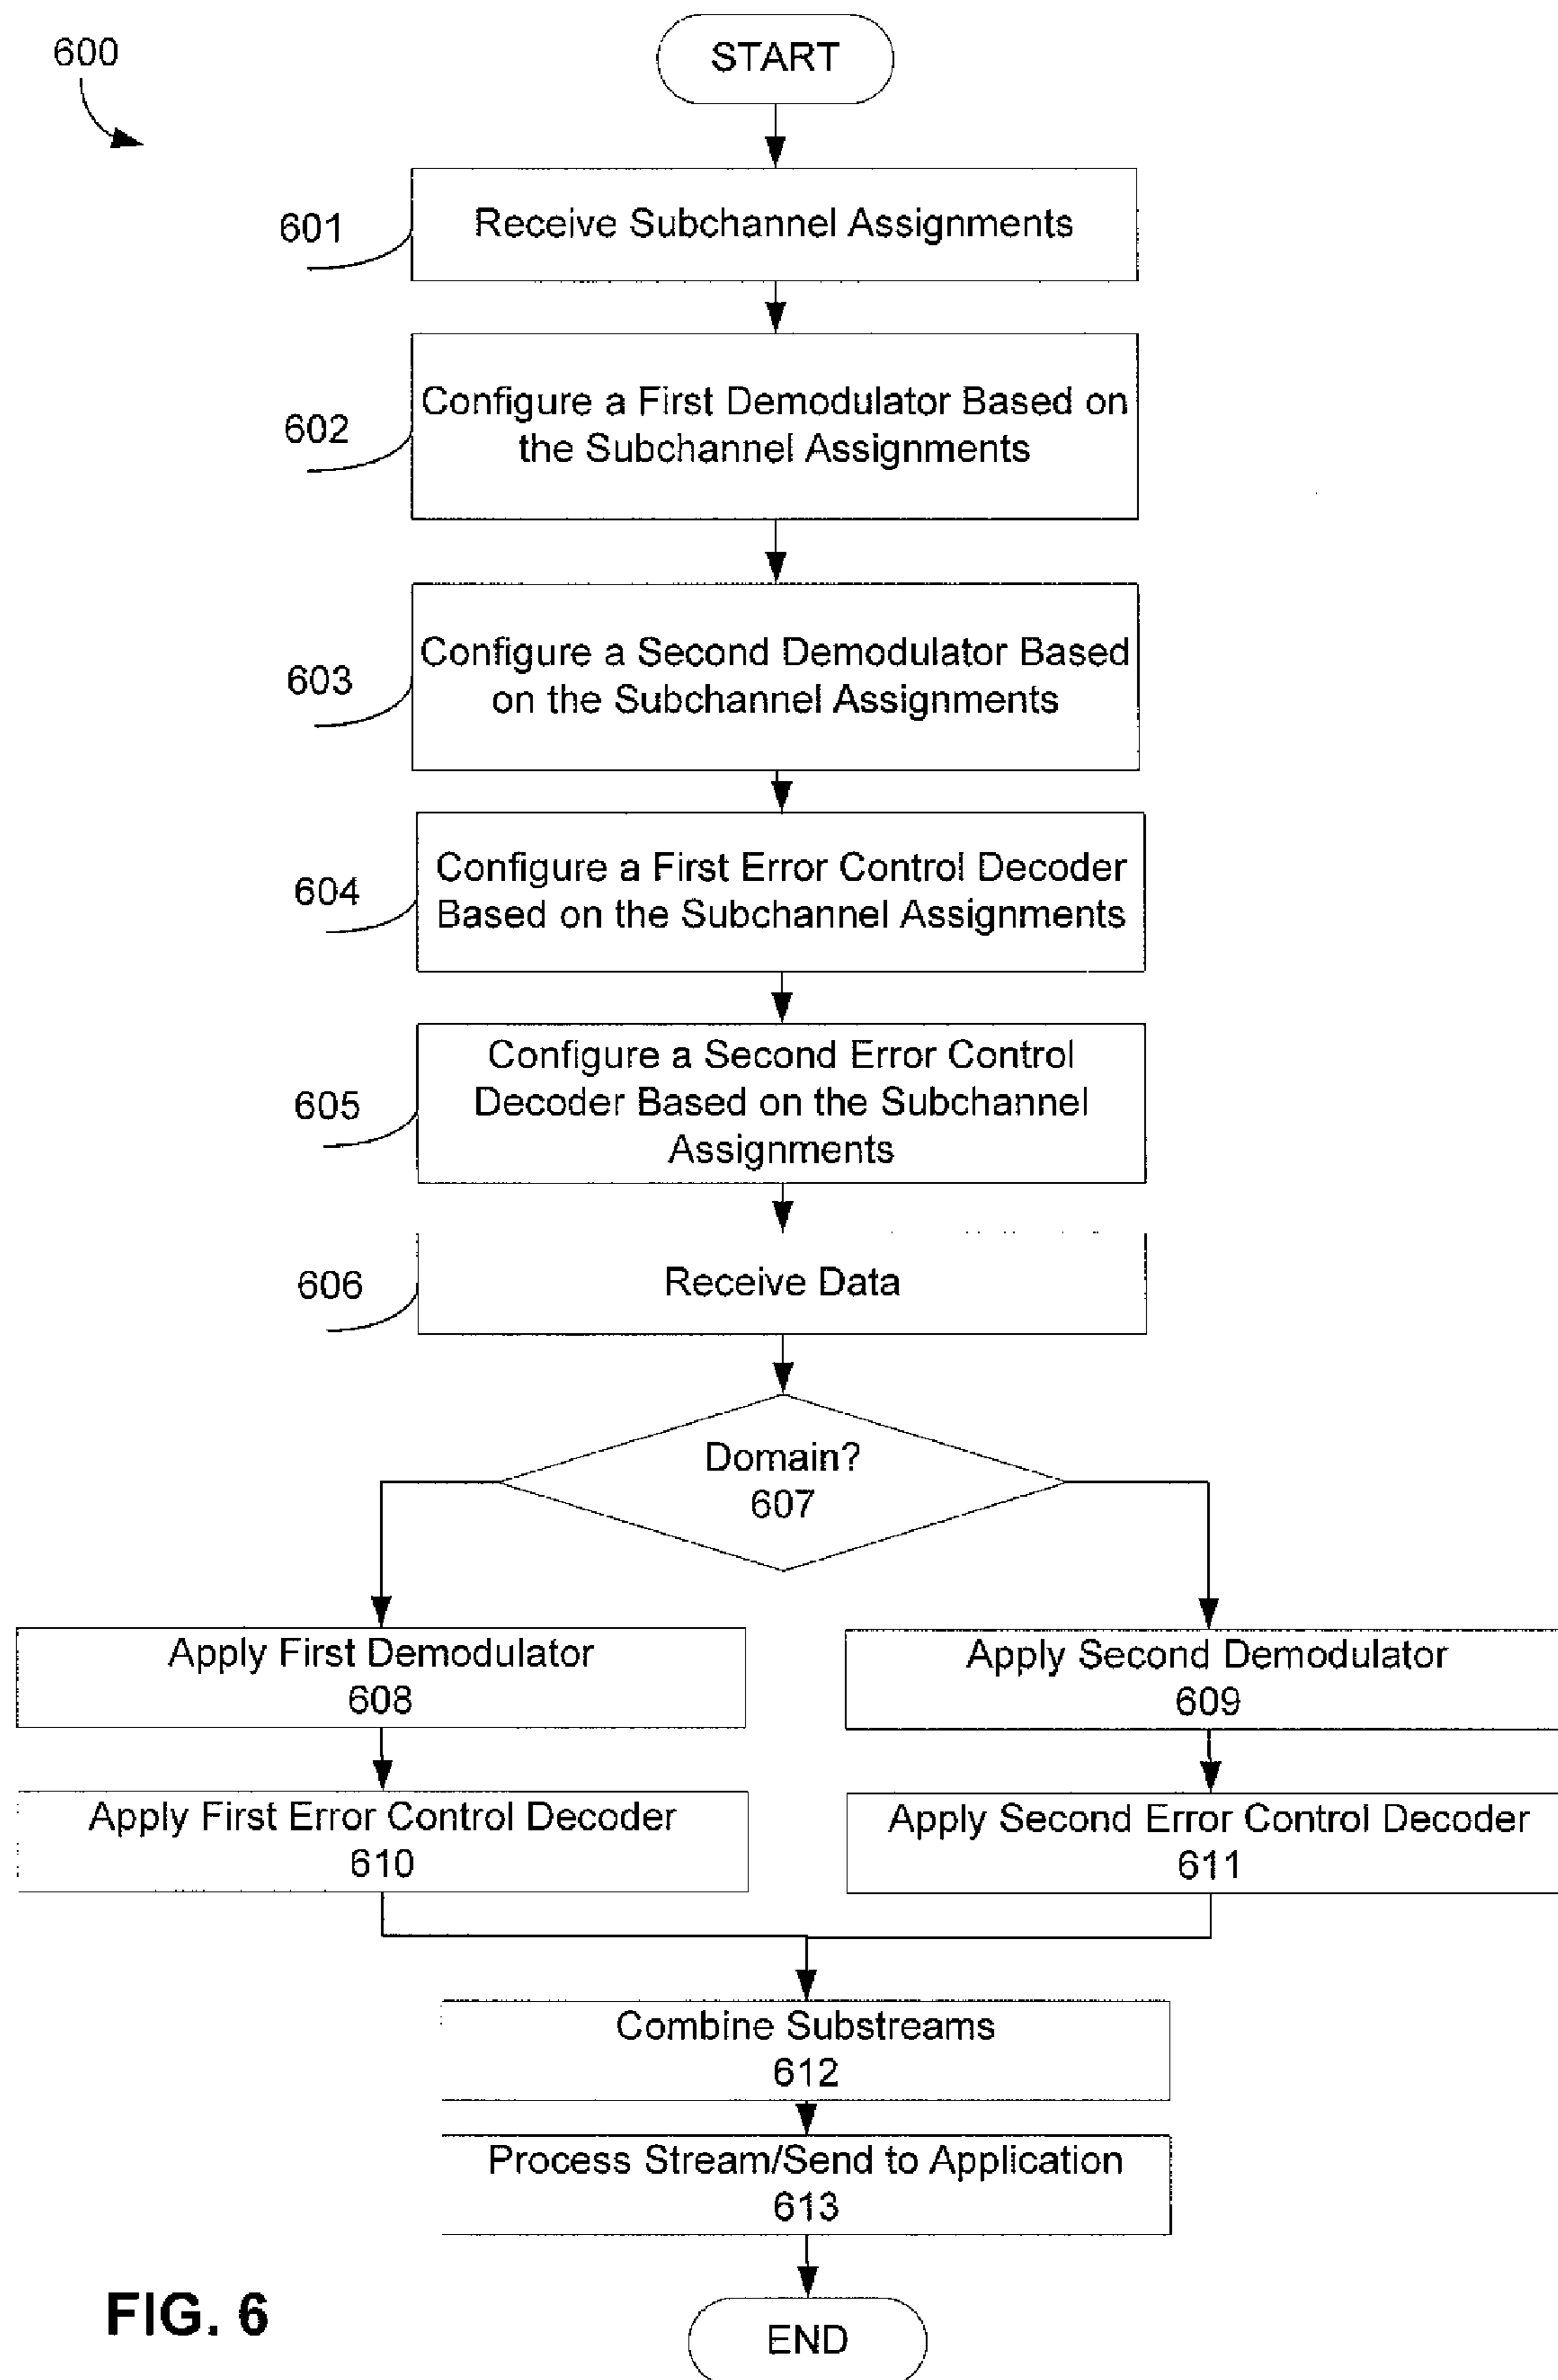 600
START
601
Receive Subchannel Assignments
602
Configure a First Demodulator Based on
the Subchannel Assignments
603
Configure a Second Demodulator Based
on the Subchannel Assignments
604
Configure a First Error Control Decoder
Based on the Subchannel Assignments
605
Configure a Second Error Control
Decoder Based on the Subchannel
Assignments
606
Receive Data
Domain?
607
Apply First Demodulator
608
Apply Second Demodulator
609
Apply First Error Control Decoder
610
Apply Second Error Control Decoder
611
Combine Substreams
612
Process Stream/Send to Application
613
FIG. 6
END